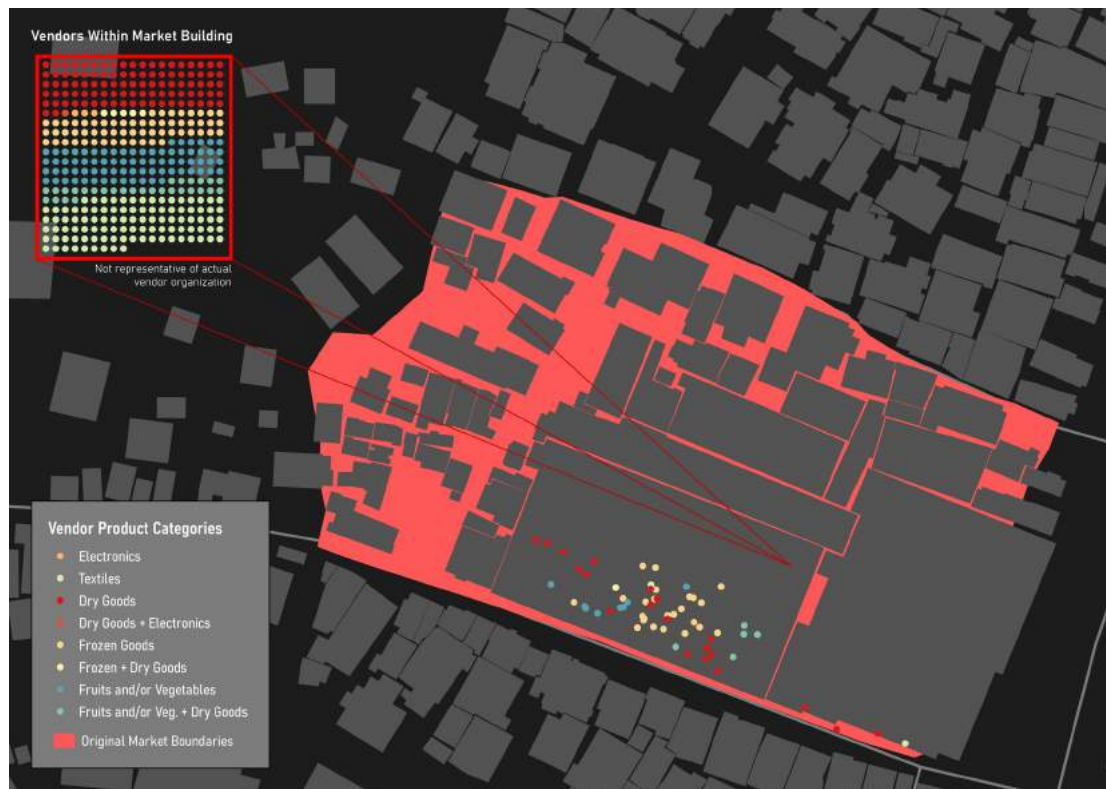 Vendors Within Market Building
Not representative of actual
vendor organization
Vendor Product Categories
Electronics
Textiles
Dry Goods
Dry Goods + Electronics
Frozen Goods
Frozen + Dry Goods
Fruits and/or Vegetables
Fruits and/or Veg. + Dry Goods
Original Market Boundaries